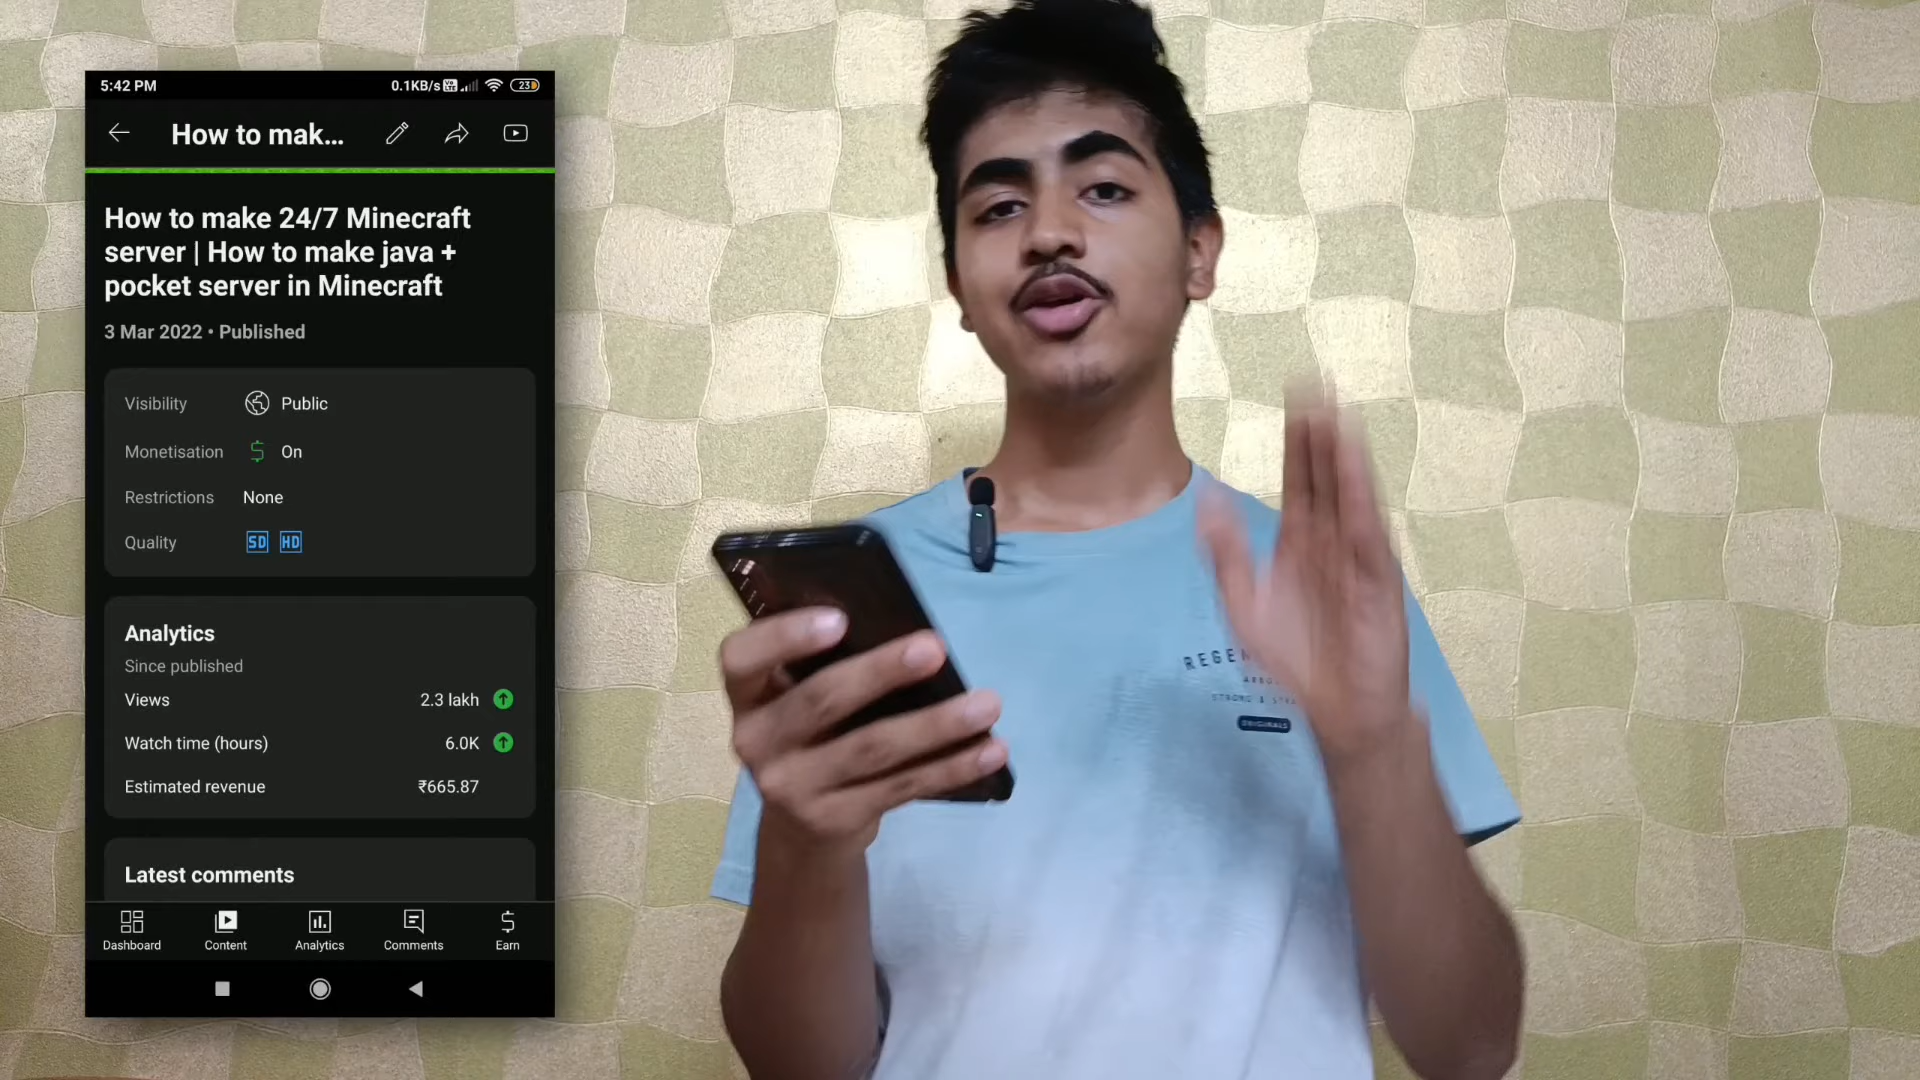 5:42 PM
0.1KB/s
23
How to mak...
How to make 24/7 Minecraft
server | How to make java +
pocket server in Minecraft
3 Mar 2022 • Published
Visibility Public
Monetisation On
Restrictions None
Quality SD HD
Analytics
Since published
Views 2.3 lakh
Watch time (hours) 6.0K
Estimated revenue ₹665.87
Latest comments
Dashboard Content Analytics Comments Earn
ORIGINALS